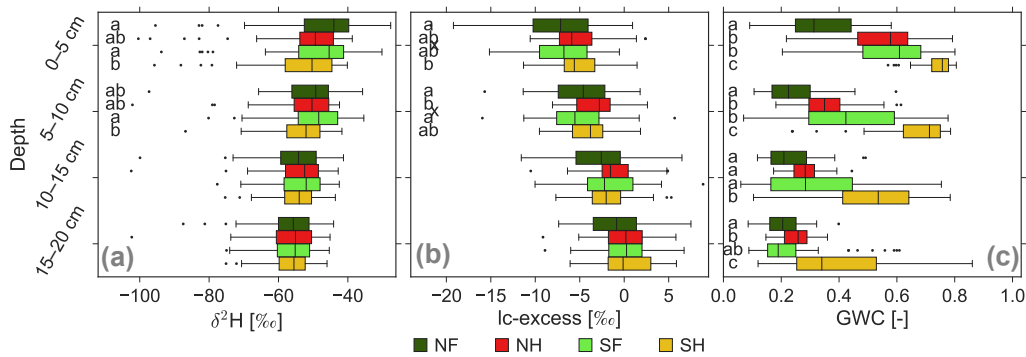 Depth
0–5 cm
5–10 cm
10–15 cm
15–20 cm
a
ab
a
b
ab
ab
a
b
(a)
−100 −80 −60 −40
δ²H [‰]
a
ab
x
a
b
a
b
x
a
ab
(b)
−20 −15 −10 −5 0 5
lc-excess [‰]
a
b
b
c
a
b
b
c
a
a
a
b
a
b
ab
c
(c)
0.0 0.2 0.4 0.6 0.8 1.0
GWC [-]
NF NH SF SH